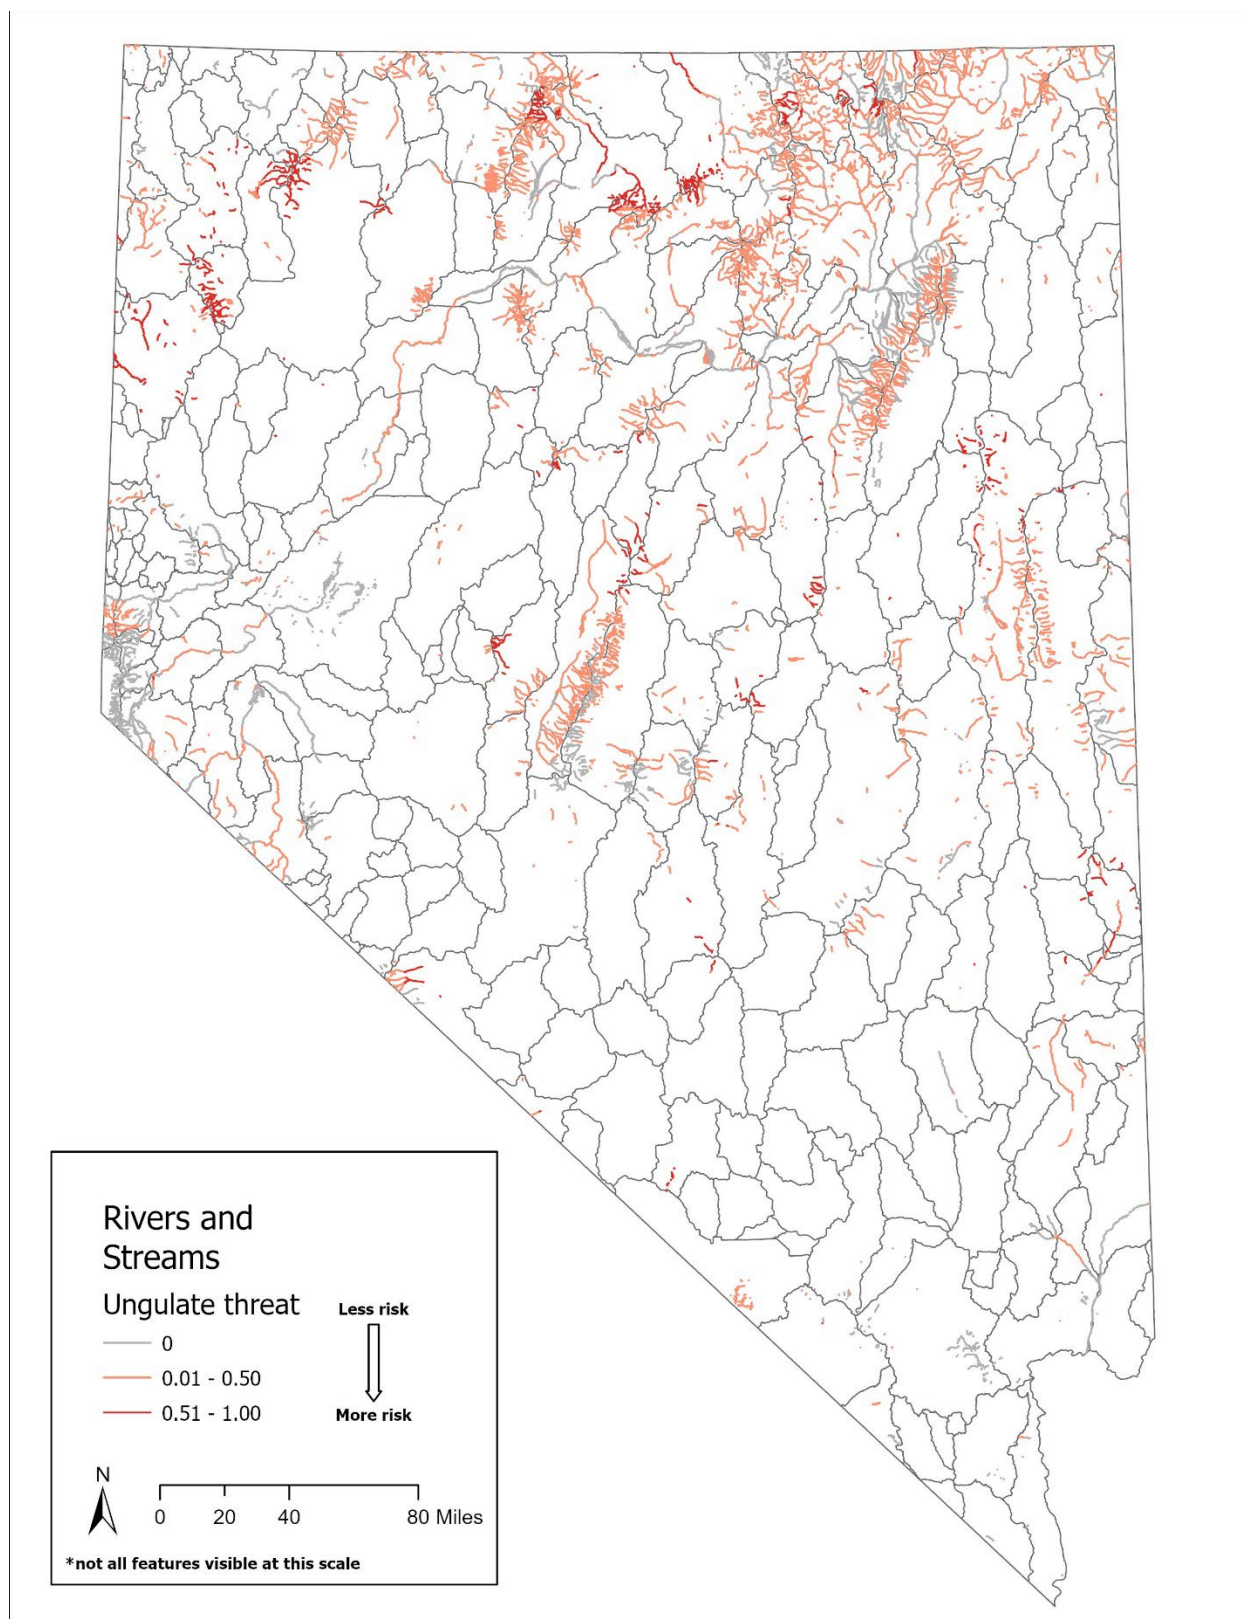 Rivers and
Streams
Ungulate threat
Less risk
0
0.01 - 0.50
0.51 - 1.00
More risk
N
0 20 40 80 Miles
*not all features visible at this scale